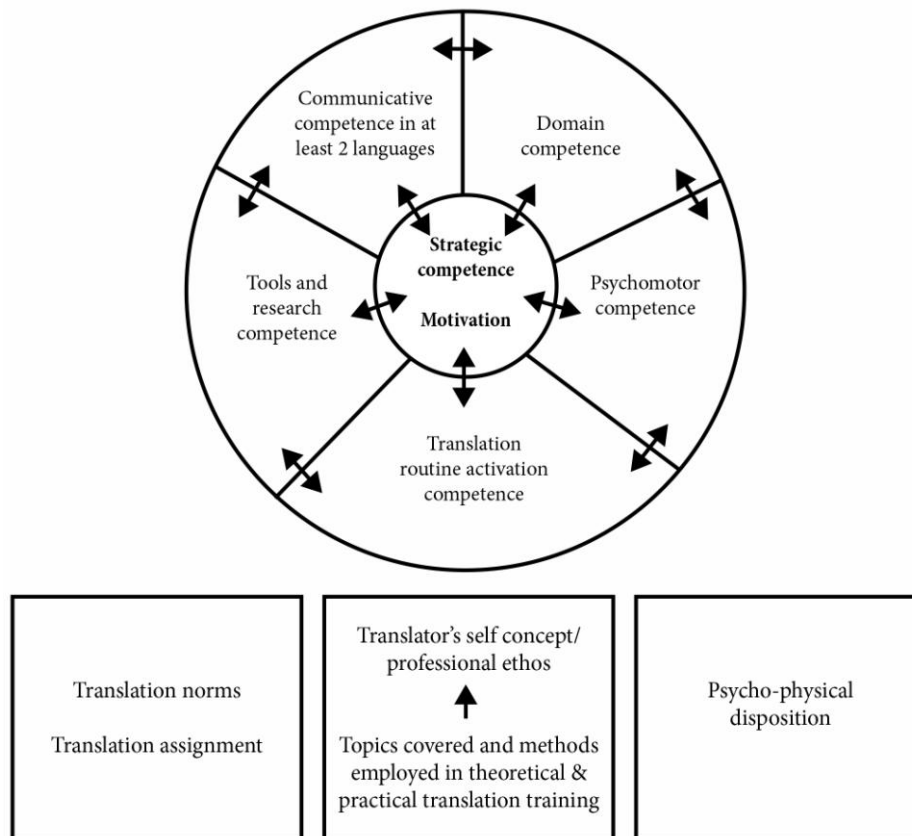 Communicative
competence in at
least 2 languages
Domain
competence
Strategic
competence
Motivation
Tools and
research
competence
Psychomotor
competence
Translation
routine activation
competence
Translation norms
Translation assignment
Translator's self concept/
professional ethos
Topics covered and methods
employed in theoretical &
practical translation training
Psycho-physical
disposition